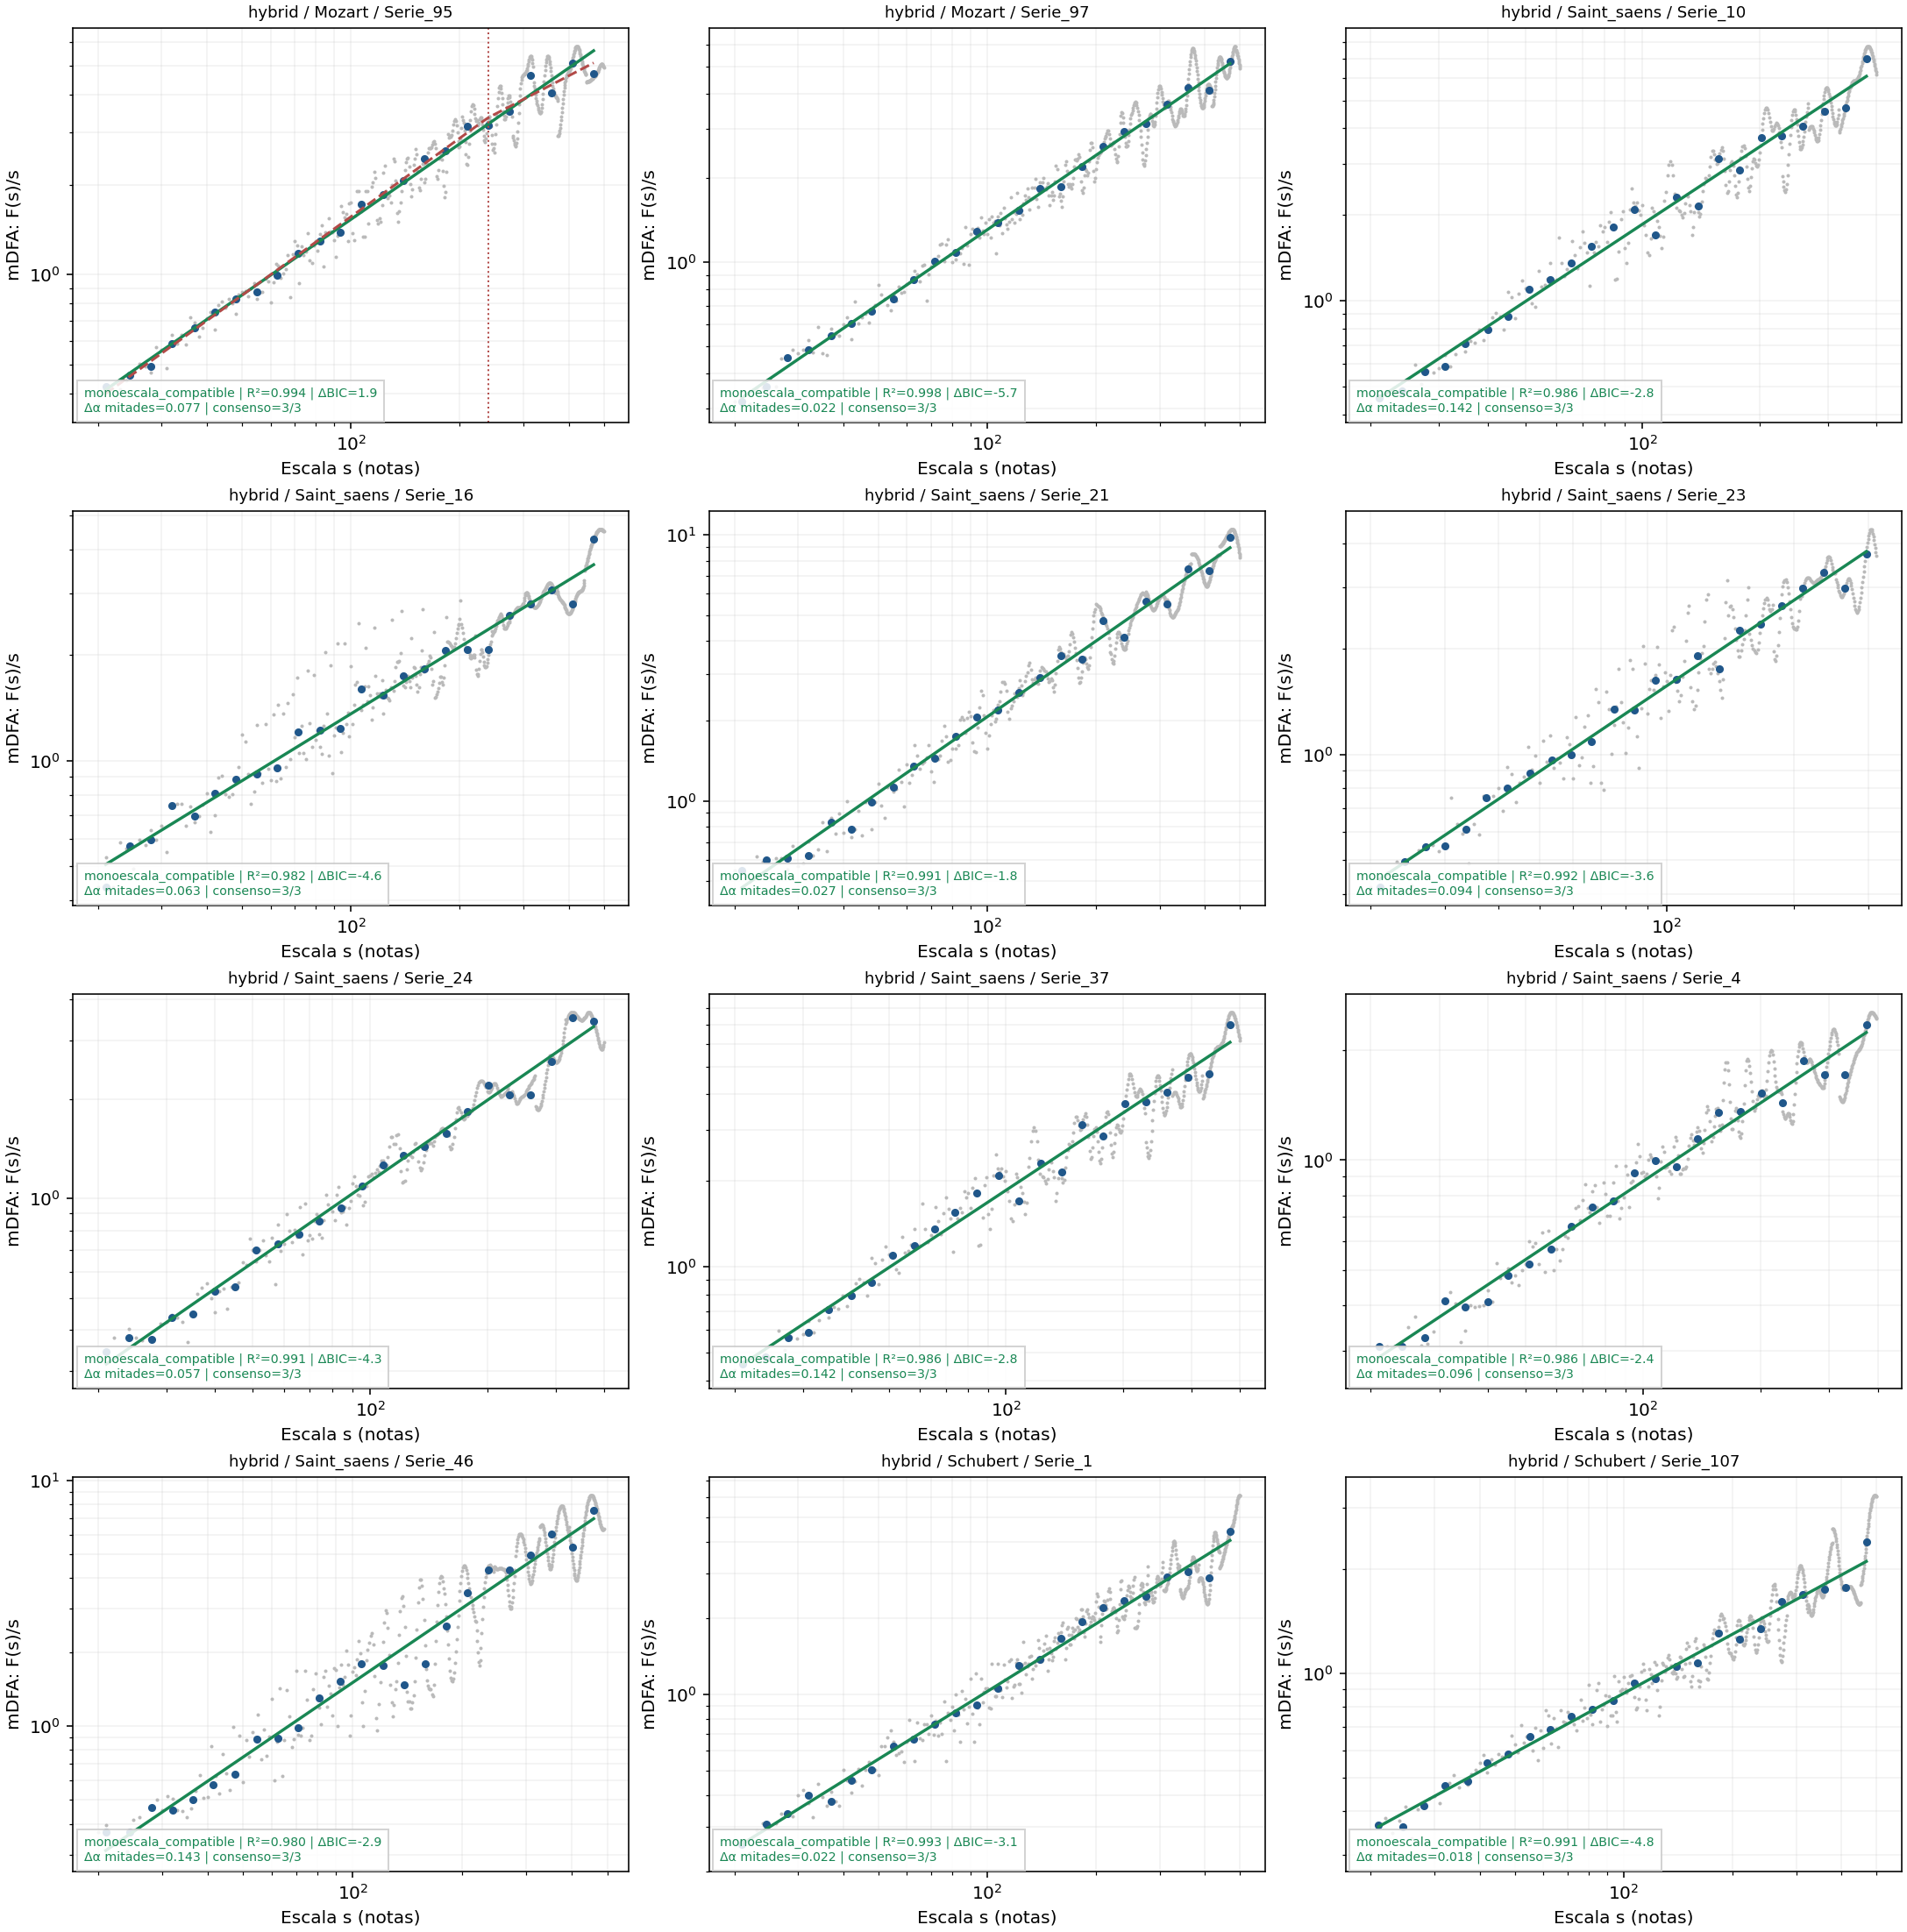 hybrid / Mozart / Serie_95
mDFA: F(s)/s
10⁰
monoescala_compatible | R²=0.994 | ΔBIC=1.9
Δα mitades=0.077 | consenso=3/3
10²
Escala s (notas)
hybrid / Mozart / Serie_97
mDFA: F(s)/s
10⁰
monoescala_compatible | R²=0.998 | ΔBIC=-5.7
Δα mitades=0.022 | consenso=3/3
10²
Escala s (notas)
hybrid / Saint_saens / Serie_10
mDFA: F(s)/s
10⁰
monoescala_compatible | R²=0.986 | ΔBIC=-2.8
Δα mitades=0.142 | consenso=3/3
10²
Escala s (notas)
hybrid / Saint_saens / Serie_16
mDFA: F(s)/s
10⁰
monoescala_compatible | R²=0.982 | ΔBIC=-4.6
Δα mitades=0.063 | consenso=3/3
10²
Escala s (notas)
hybrid / Saint_saens / Serie_21
mDFA: F(s)/s
10¹
10⁰
monoescala_compatible | R²=0.991 | ΔBIC=-1.8
Δα mitades=0.027 | consenso=3/3
10²
Escala s (notas)
hybrid / Saint_saens / Serie_23
mDFA: F(s)/s
10⁰
monoescala_compatible | R²=0.992 | ΔBIC=-3.6
Δα mitades=0.094 | consenso=3/3
10²
Escala s (notas)
hybrid / Saint_saens / Serie_24
mDFA: F(s)/s
10⁰
monoescala_compatible | R²=0.991 | ΔBIC=-4.3
Δα mitades=0.057 | consenso=3/3
10²
Escala s (notas)
hybrid / Saint_saens / Serie_37
mDFA: F(s)/s
10⁰
monoescala_compatible | R²=0.986 | ΔBIC=-2.8
Δα mitades=0.142 | consenso=3/3
10²
Escala s (notas)
hybrid / Saint_saens / Serie_4
mDFA: F(s)/s
10⁰
monoescala_compatible | R²=0.986 | ΔBIC=-2.4
Δα mitades=0.096 | consenso=3/3
10²
Escala s (notas)
hybrid / Saint_saens / Serie_46
mDFA: F(s)/s
10¹
10⁰
monoescala_compatible | R²=0.980 | ΔBIC=-2.9
Δα mitades=0.143 | consenso=3/3
10²
Escala s (notas)
hybrid / Schubert / Serie_1
mDFA: F(s)/s
10⁰
monoescala_compatible | R²=0.993 | ΔBIC=-3.1
Δα mitades=0.022 | consenso=3/3
10²
Escala s (notas)
hybrid / Schubert / Serie_107
mDFA: F(s)/s
10⁰
monoescala_compatible | R²=0.991 | ΔBIC=-4.8
Δα mitades=0.018 | consenso=3/3
10²
Escala s (notas)